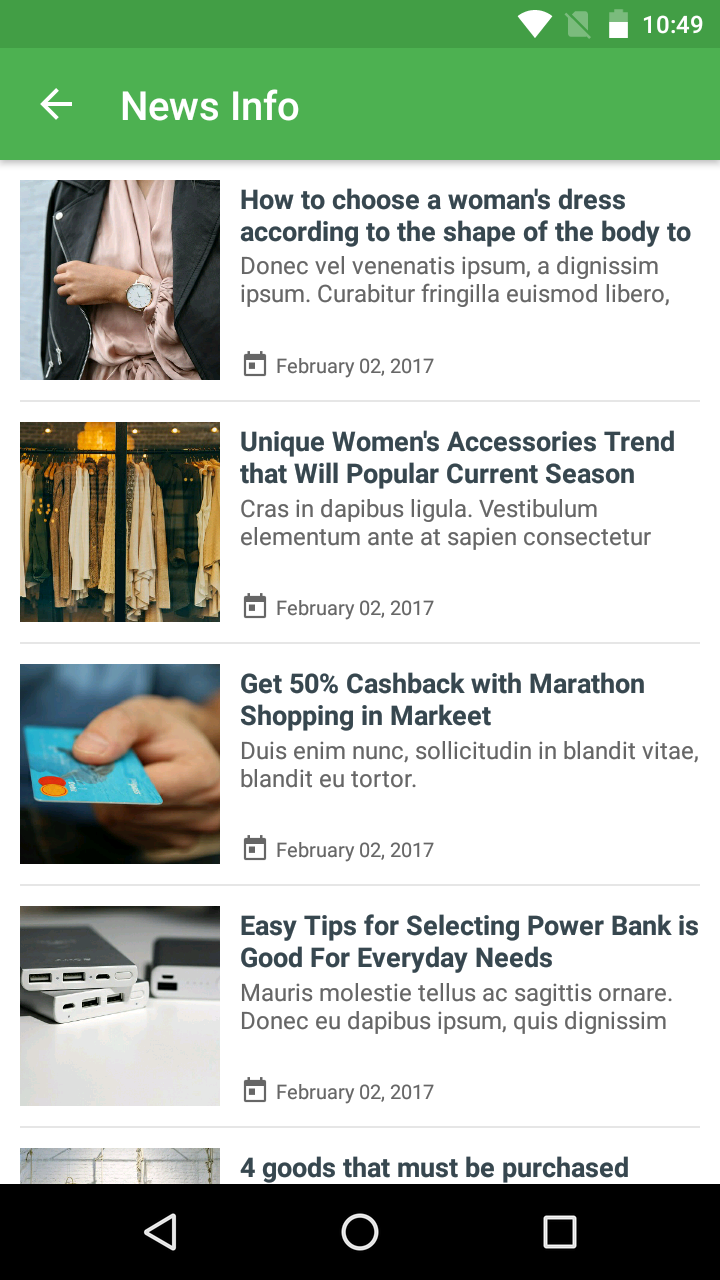 10:49
News Info
How to choose a woman's dress
according to the shape of the body to
Donec vel venenatis ipsum, a dignissim
ipsum. Curabitur fringilla euismod libero,
February 02, 2017
Unique Women's Accessories Trend
that Will Popular Current Season
Cras in dapibus ligula. Vestibulum
elementum ante at sapien consectetur
February 02, 2017
Get 50% Cashback with Marathon
Shopping in Markeet
Duis enim nunc, sollicitudin in blandit vitae,
blandit eu tortor.
February 02, 2017
Easy Tips for Selecting Power Bank is
Good For Everyday Needs
Mauris molestie tellus ac sagittis ornare.
Donec eu dapibus ipsum, quis dignissim
February 02, 2017
4 goods that must be purchased